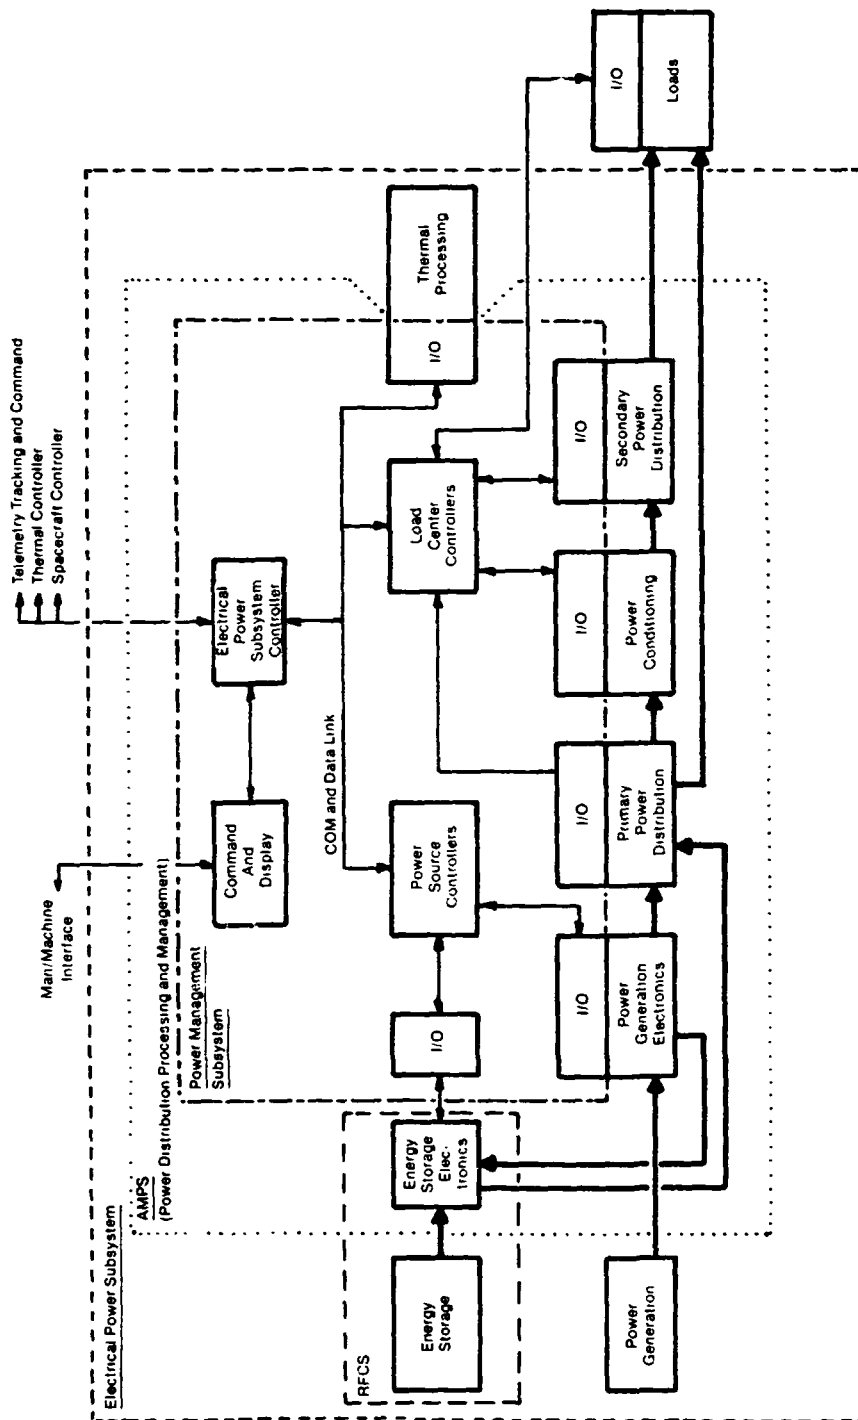 Telemetry Tracking and Command
Thermal Controller
Spacecraft Controller
Man/Machine
Interface
Electrical Power Subsystem
AMPS
(Power Distribution Processing and Management)
Power Management
Subsystem
Command
And
Display
Electrical
Power
Subsystem
Controller
COM and Data Link
RFCS
Energy
Storage
Energy
Storage
Elec-
tronics
I/O
Power
Source
Controllers
Load
Center
Controllers
I/O
Thermal
Processing
Power
Generation
I/O
Power
Generation
Electronics
I/O
Primary
Power
Distribution
I/O
Power
Conditioning
I/O
Secondary
Power
Distribution
I/O
Loads